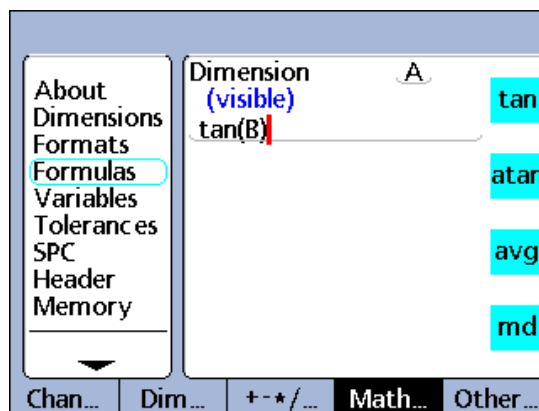 About
Dimensions
Formats
Formulas
Variables
Tolerances
SPC
Header
Memory
Dimension A
(visible)
tan(B)
tan
atan
avg
md
Chan... Dim ... +-*/... Math... Other...